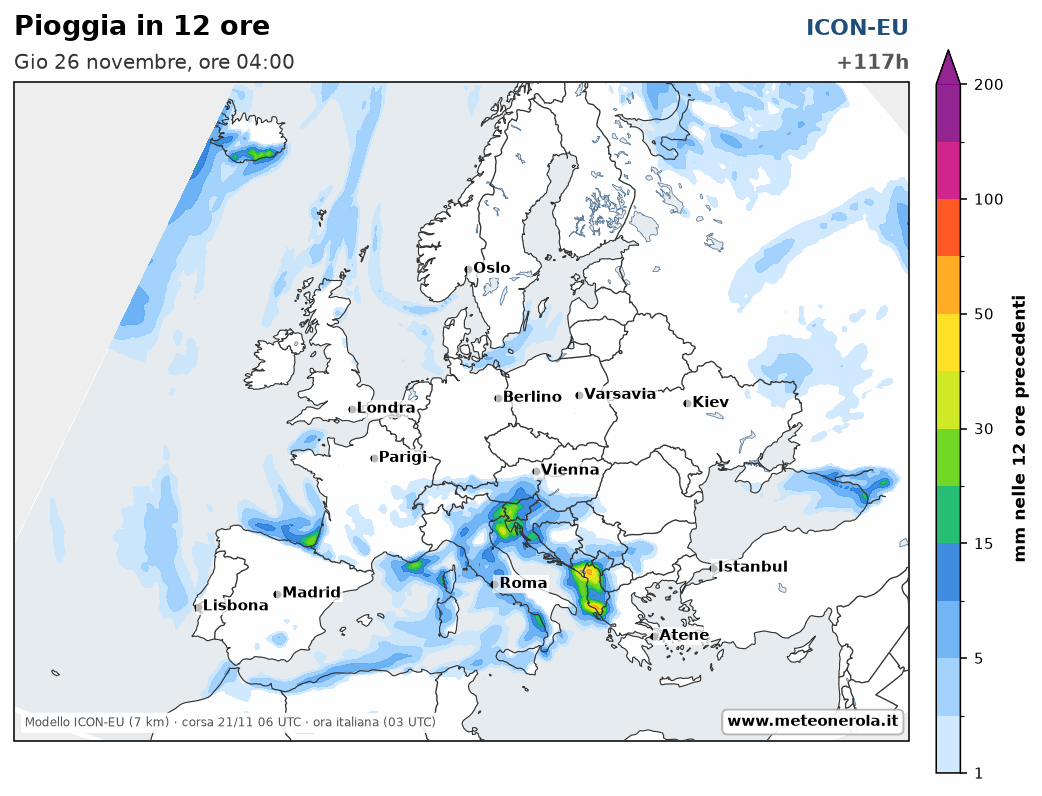 Pioggia in 12 ore
ICON-EU
Gio 26 novembre, ore 04:00
+117h
200
100
50
30
15
5
1
mm nelle 12 ore precedenti
Oslo
Londra
Berlino
Varsavia
Kiev
Parigi
Vienna
Istanbul
Madrid
Roma
Lisbona
Atene
Modello ICON-EU (7 km) · corsa 21/11 06 UTC · ora italiana (03 UTC)
www.meteonerola.it